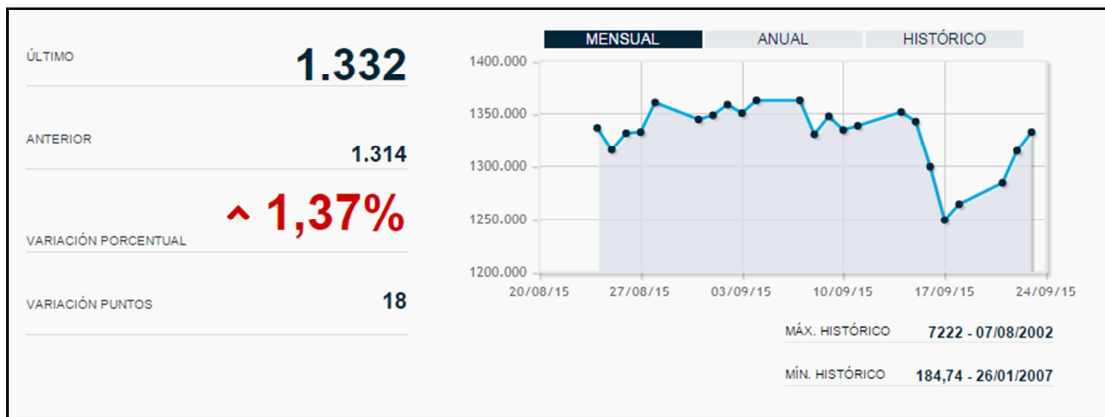 ÚLTIMO 1.332
ANTERIOR 1.314
VARIACIÓN PORCENTUAL 1,37%
VARIACIÓN PUNTOS 18
MENSUAL ANUAL HISTÓRICO
1400.000
1350.000
1300.000
1250.000
1200.000
20/08/15 27/08/15 03/09/15 10/09/15 17/09/15 24/09/15
MÁX. HISTÓRICO 7222 - 07/08/2002
MÍN. HISTÓRICO 184,74 - 26/01/2007